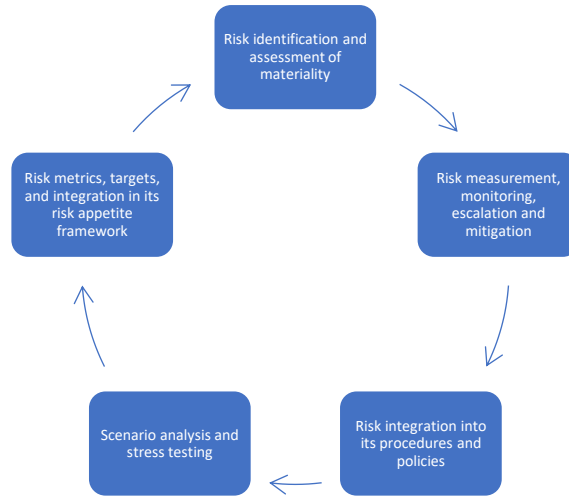 Risk identification and
assessment of
materiality
Risk measurement,
monitoring,
escalation and
mitigation
Risk integration into
its procedures and
policies
Scenario analysis and
stress testing
Risk metrics, targets,
and integration in its
risk appetite
framework